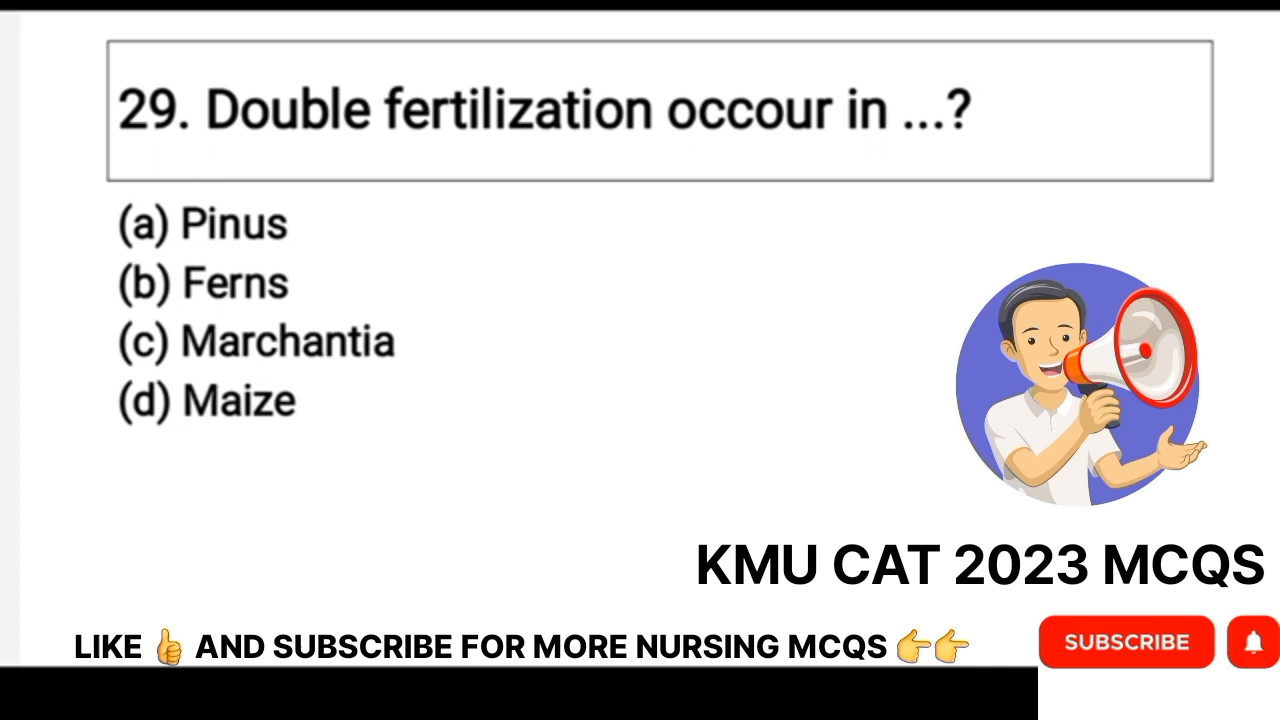 29. Double fertilization occour in ...?
(a) Pinus
(b) Ferns
(c) Marchantia
(d) Maize
KMU CAT 2023 MCQS
LIKE 👍 AND SUBSCRIBE FOR MORE NURSING MCQS 👉👉
SUBSCRIBE